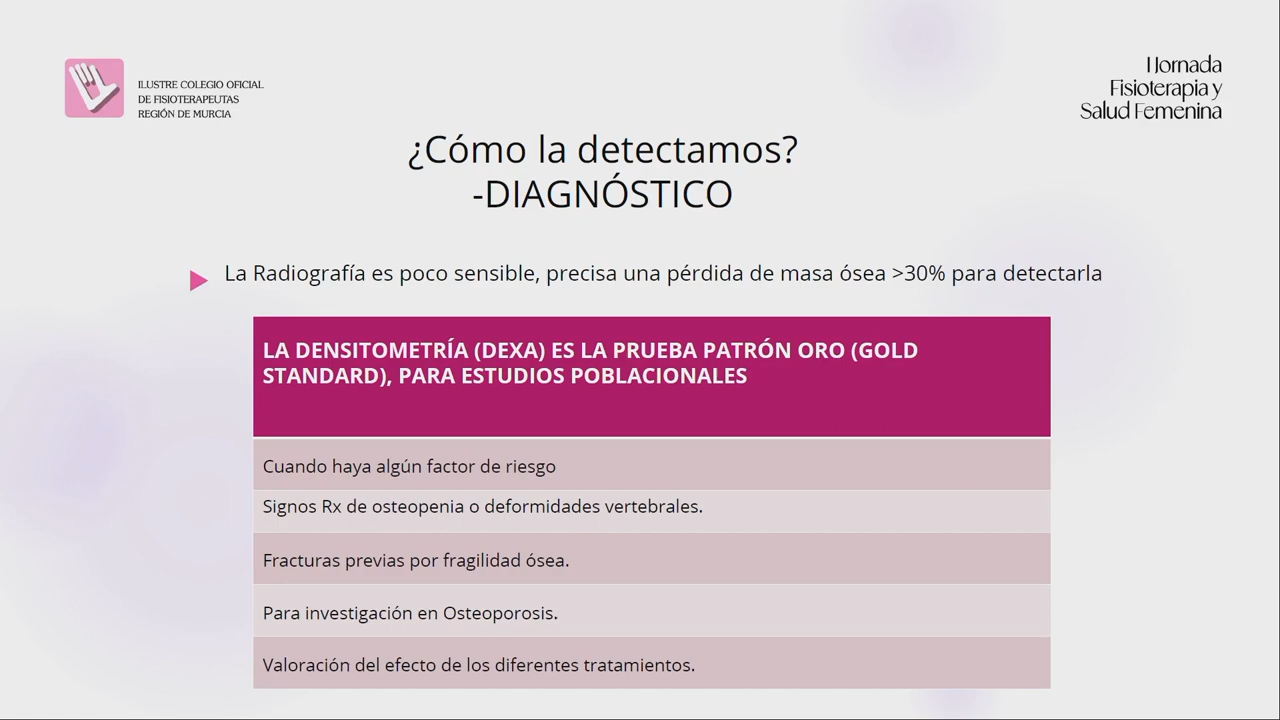 ILUSTRE COLEGIO OFICIAL
DE FISIOTERAPEUTAS
REGIÓN DE MURCIA
I Jornada
Fisioterapia y
Salud Femenina
¿Cómo la detectamos?
-DIAGNÓSTICO
La Radiografía es poco sensible, precisa una pérdida de masa ósea >30% para detectarla
LA DENSITOMETRÍA (DEXA) ES LA PRUEBA PATRÓN ORO (GOLD
STANDARD), PARA ESTUDIOS POBLACIONALES
Cuando haya algún factor de riesgo
Signos Rx de osteopenia o deformidades vertebrales.
Fracturas previas por fragilidad ósea.
Para investigación en Osteoporosis.
Valoración del efecto de los diferentes tratamientos.